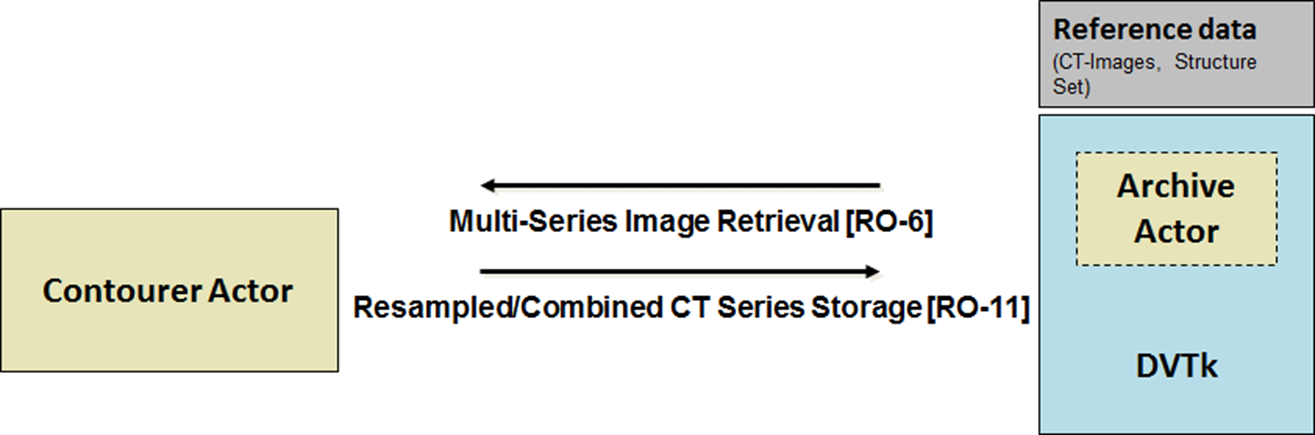 Reference data
(CT-Images, Structure
Set)
Archive
Actor
Multi-Series Image Retrieval [RO-6]
Contourer Actor
Resampled/Combined CT Series Storage [RO-11]
DVTk